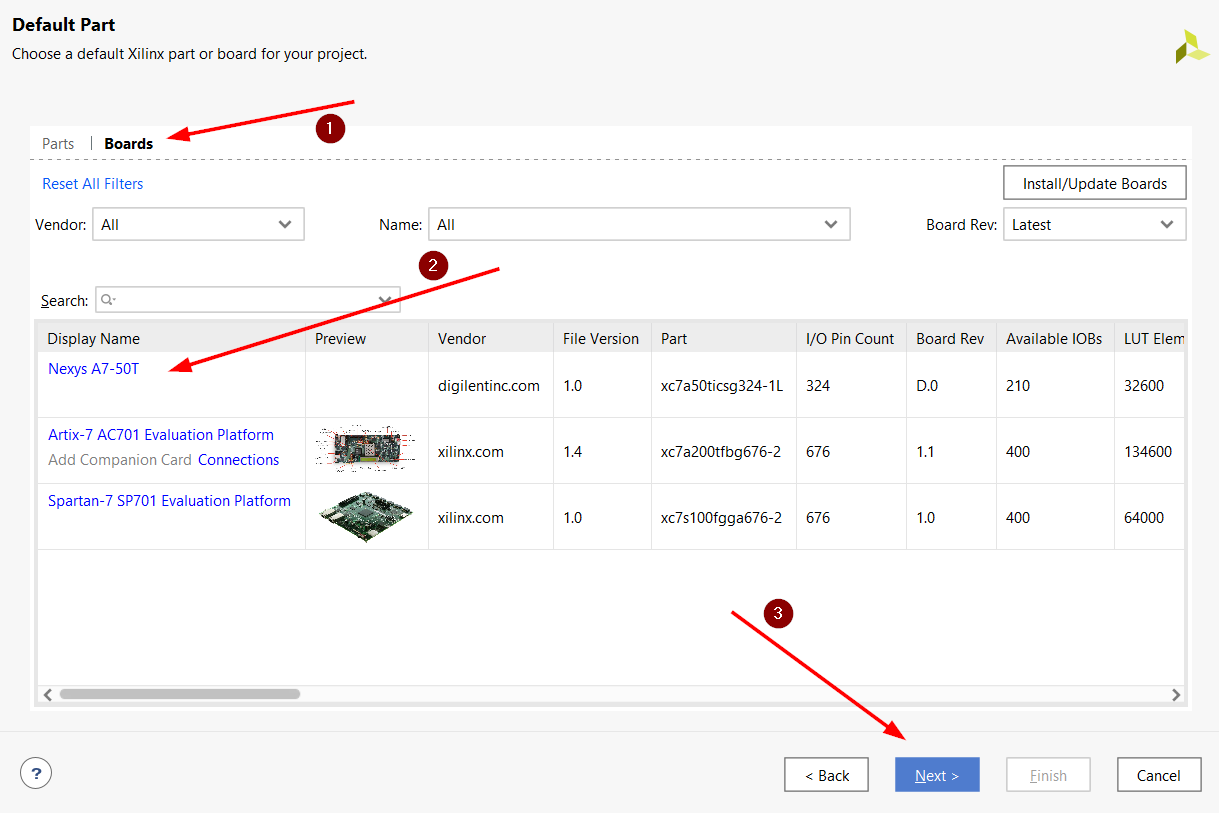 Default Part
Choose a default Xilinx part or board for your project.
1
Parts | Boards
Reset All Filters
Install/Update Boards
Vendor: All Name: All Board Rev: Latest
2
Search:
Display Name Preview Vendor File Version Part I/O Pin Count Board Rev Available IOBs LUT Elem
Nexys A7-50T
digilentinc.com 1.0 xc7a50ticsg324-1L 324 D.0 210 32600
Artix-7 AC701 Evaluation Platform
Add Companion Card Connections
xilinx.com 1.4 xc7a200tfbg676-2 676 1.1 400 134600
Spartan-7 SP701 Evaluation Platform
xilinx.com 1.0 xc7s100fgga676-2 676 1.0 400 64000
3
? < Back Next > Finish Cancel